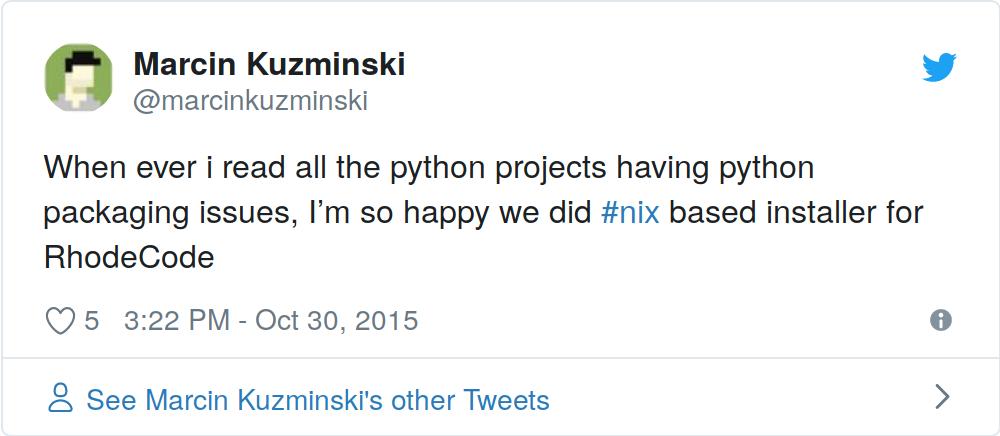 Marcin Kuzminski
@marcinkuzminski
When ever i read all the python projects having python
packaging issues, I’m so happy we did #nix based installer for
RhodeCode
5 3:22 PM - Oct 30, 2015
See Marcin Kuzminski's other Tweets